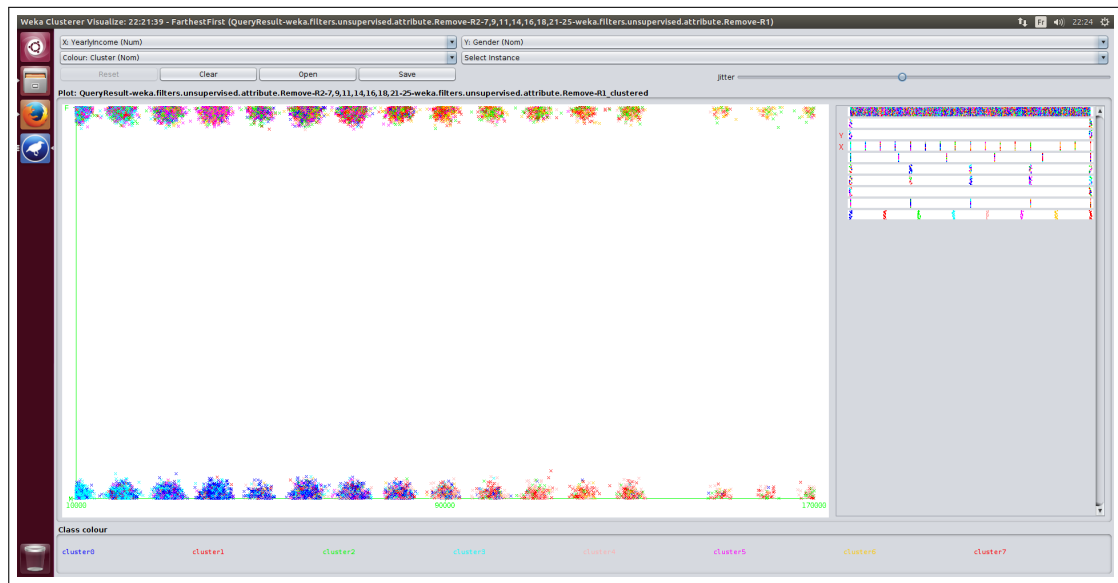 Weka Clusterer Visualize: 22:21:39 - FarthestFirst (QueryResult-weka.filters.unsupervised.attribute.Remove-R2-7,9,11,14,16,18,21-25-weka.filters.unsupervised.attribute.Remove-R1) Fr 22:24
X: YearlyIncome (Num) Y: Gender (Nom)
Colour: Cluster (Nom) Select Instance
Reset Clear Open Save Jitter
Plot: QueryResult-weka.filters.unsupervised.attribute.Remove-R2-7,9,11,14,16,18,21-25-weka.filters.unsupervised.attribute.Remove-R1_clustered
F
Y
X
M
10000 90000 170000
Class colour
cluster0 cluster1 cluster2 cluster3 cluster4 cluster5 cluster6 cluster7